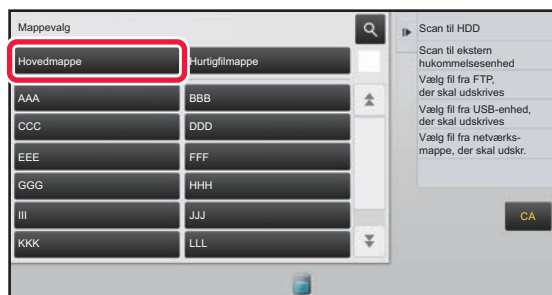 Mappevalg
Hovedmappe
Hurtigfilmappe
AAA
BBB
CCC
DDD
EEE
FFF
GGG
HHH
III
JJJ
KKK
LLL
Scan til HDD
Scan til ekstern
hukommelsesenhed
Vælg fil fra FTP,
der skal udskrives
Vælg fil fra USB-enhed,
der skal udskrives
Vælg fil fra netværks-
mappe, der skal udskr.
CA